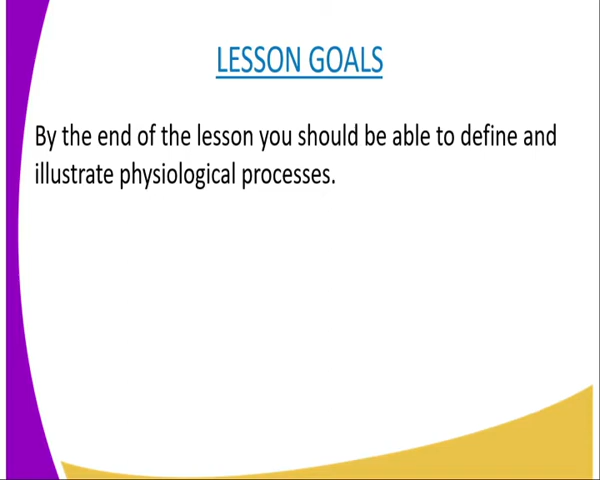 LESSON GOALS
By the end of the lesson you should be able to define and
illustrate physiological processes.